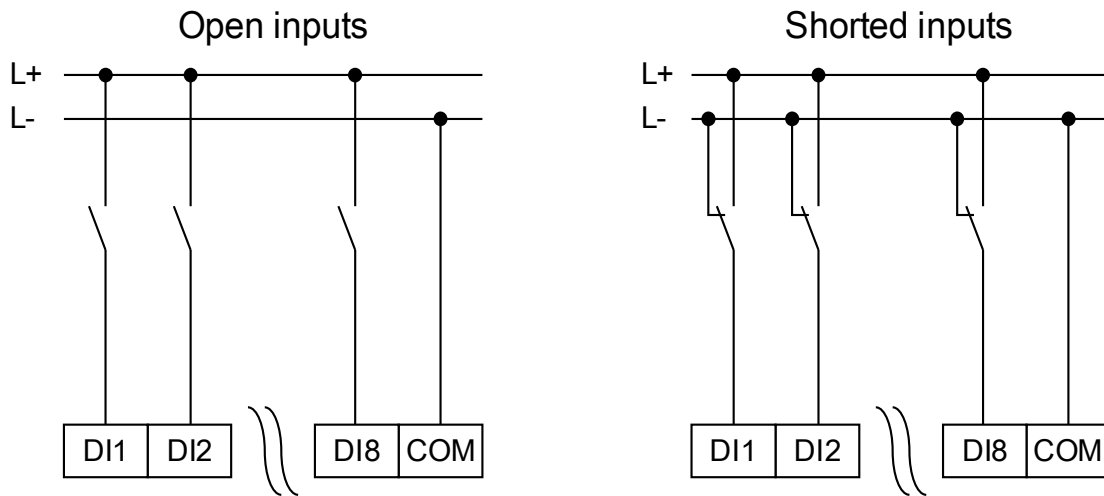 Open inputs
L+
L-
DI1 DI2 DI8 COM
Shorted inputs
L+
L-
DI1 DI2 DI8 COM